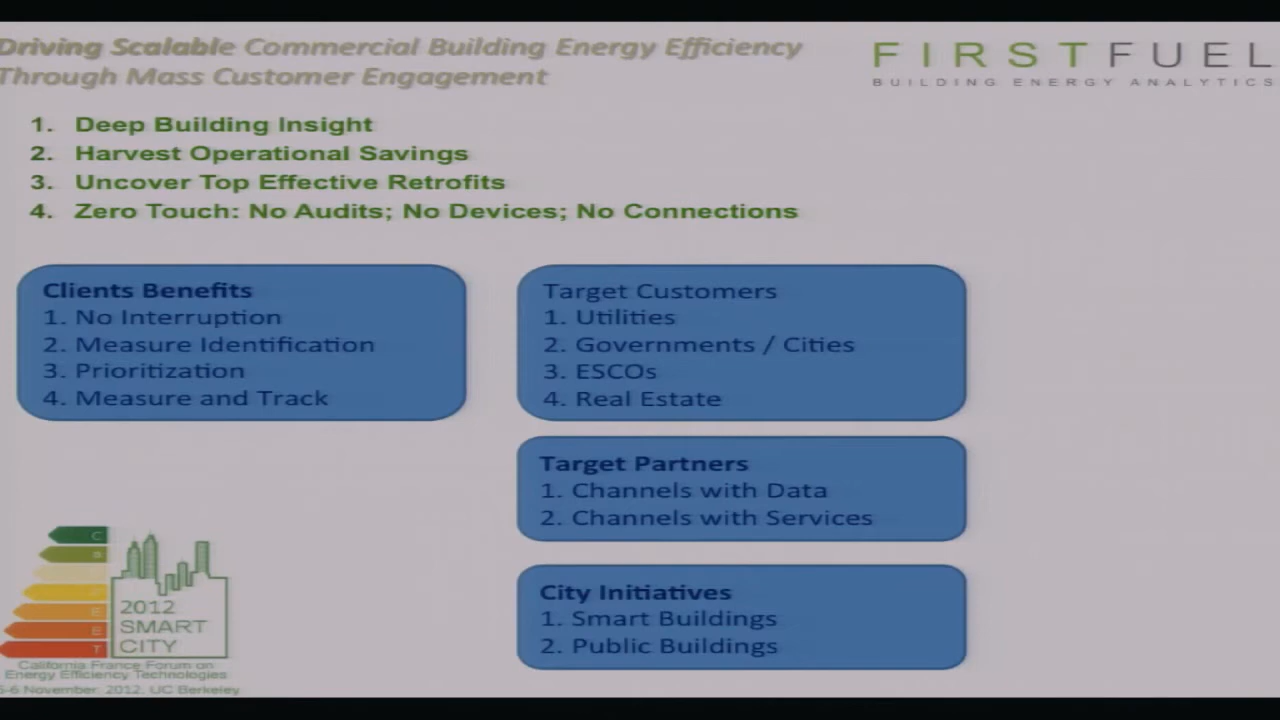 Driving Scalable Commercial Building Energy Efficiency
Through Mass Customer Engagement
FIRSTFUEL
BUILDING ENERGY ANALYTICS
1. Deep Building Insight
2. Harvest Operational Savings
3. Uncover Top Effective Retrofits
4. Zero Touch: No Audits; No Devices; No Connections
Clients Benefits
1. No Interruption
2. Measure Identification
3. Prioritization
4. Measure and Track
Target Customers
1. Utilities
2. Governments / Cities
3. ESCOs
4. Real Estate
Target Partners
1. Channels with Data
2. Channels with Services
City Initiatives
1. Smart Buildings
2. Public Buildings
C
E
E
T
2012
SMART
CITY
California France Forum on
Energy Efficiency Technologies
5-6 November, 2012, UC Berkeley